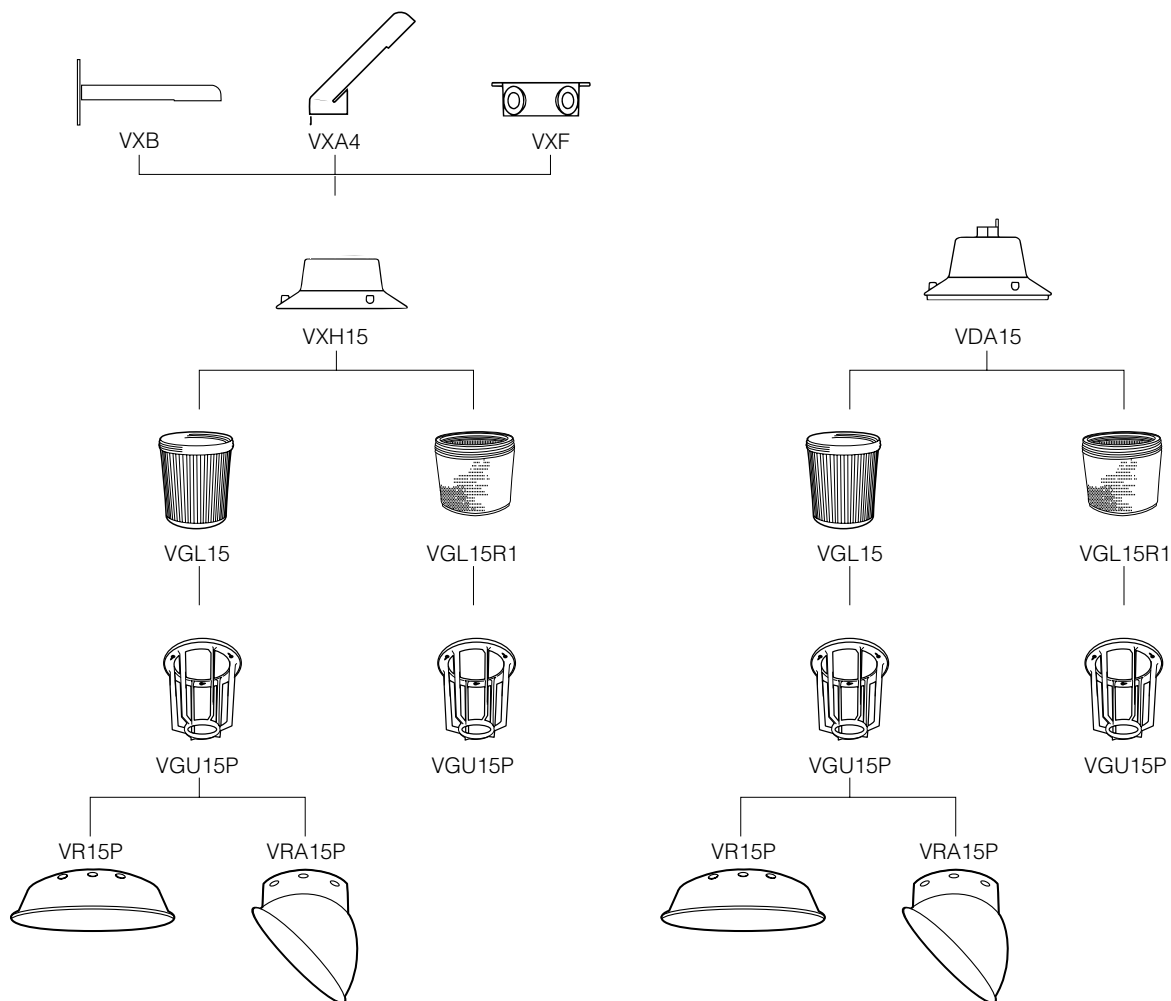 VXB VXA4 VXF
VXH15 VDA15
VGL15 VGL15R1 VGL15 VGL15R1
VGU15P VGU15P VGU15P VGU15P
VR15P VRA15P VR15P VRA15P